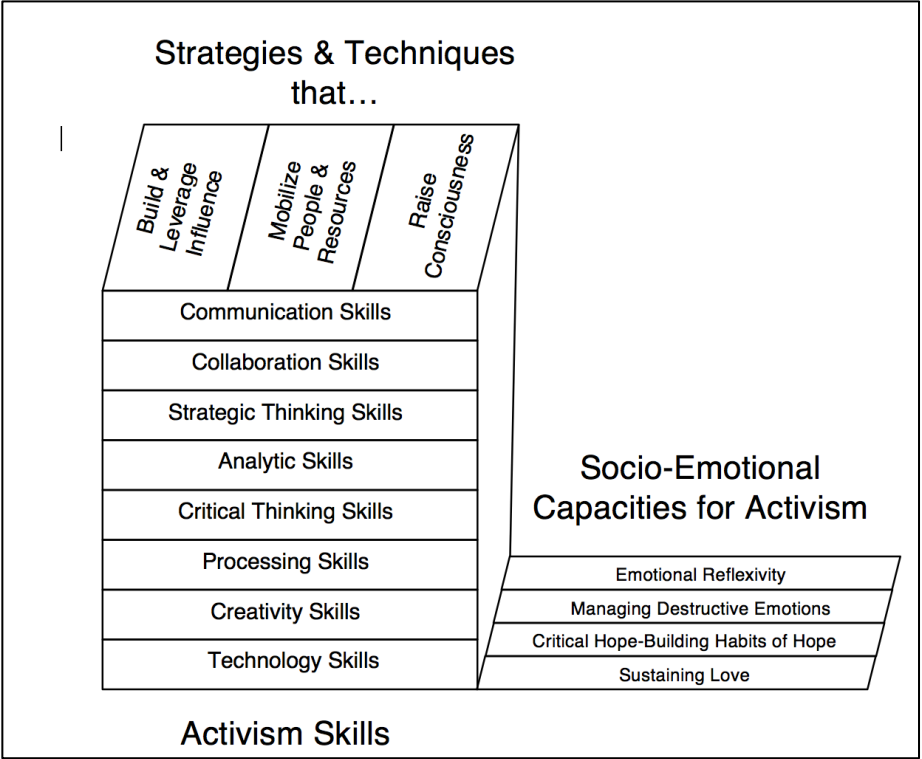 Strategies & Techniques
that…
Build &
Leverage
Influence
Mobilize
People &
Resources
Raise
Consciousness
Communication Skills
Collaboration Skills
Strategic Thinking Skills
Analytic Skills
Critical Thinking Skills
Processing Skills
Creativity Skills
Technology Skills
Activism Skills
Socio-Emotional
Capacities for Activism
Emotional Reflexivity
Managing Destructive Emotions
Critical Hope-Building Habits of Hope
Sustaining Love